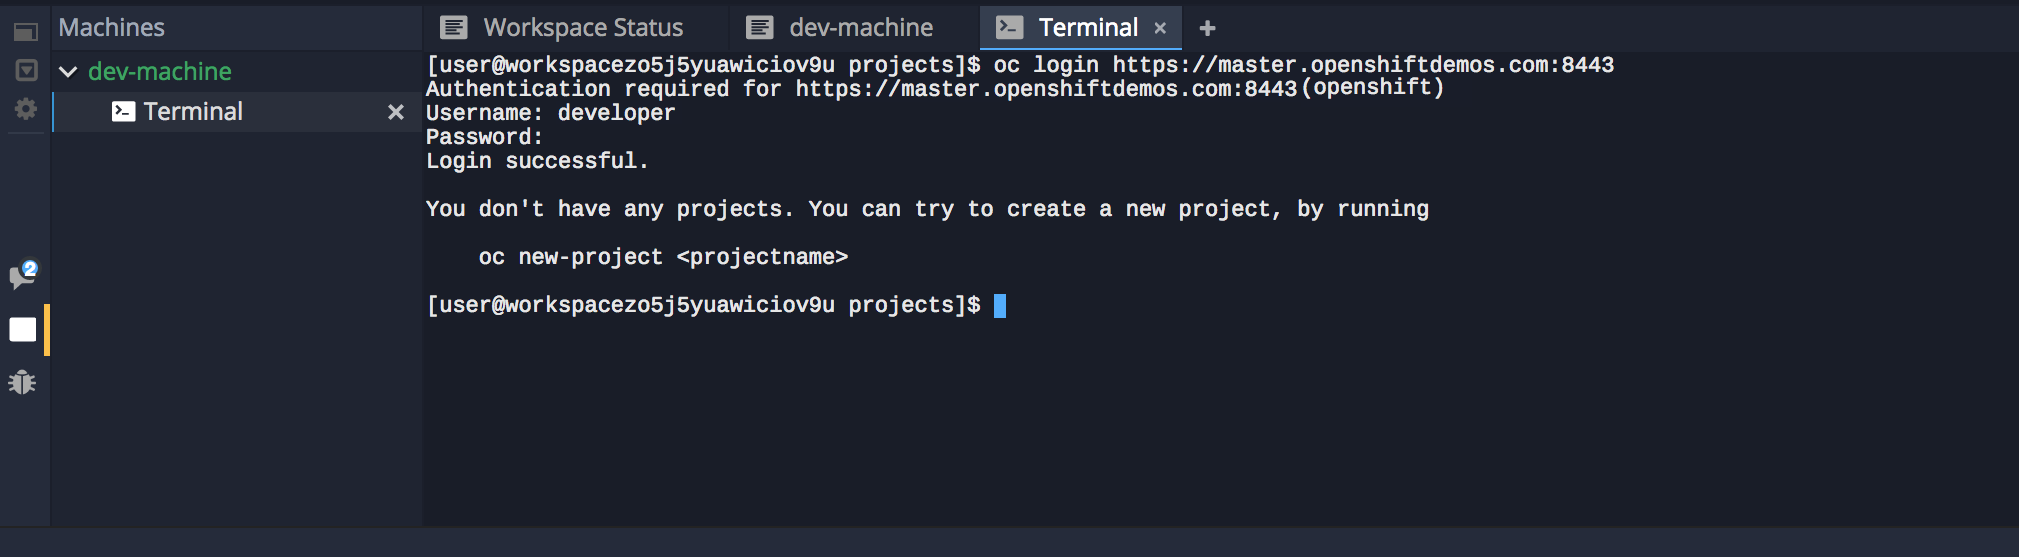 Machines
Workspace Status
dev-machine
Terminal × +
dev-machine
Terminal ×
[user@workspacezo5j5yuawiciov9u projects]$ oc login https://master.openshiftdemos.com:8443
Authentication required for https://master.openshiftdemos.com:8443(openshift)
Username: developer
Password:
Login successful.
You don't have any projects. You can try to create a new project, by running
oc new-project <projectname>
[user@workspacezo5j5yuawiciov9u projects]$
2